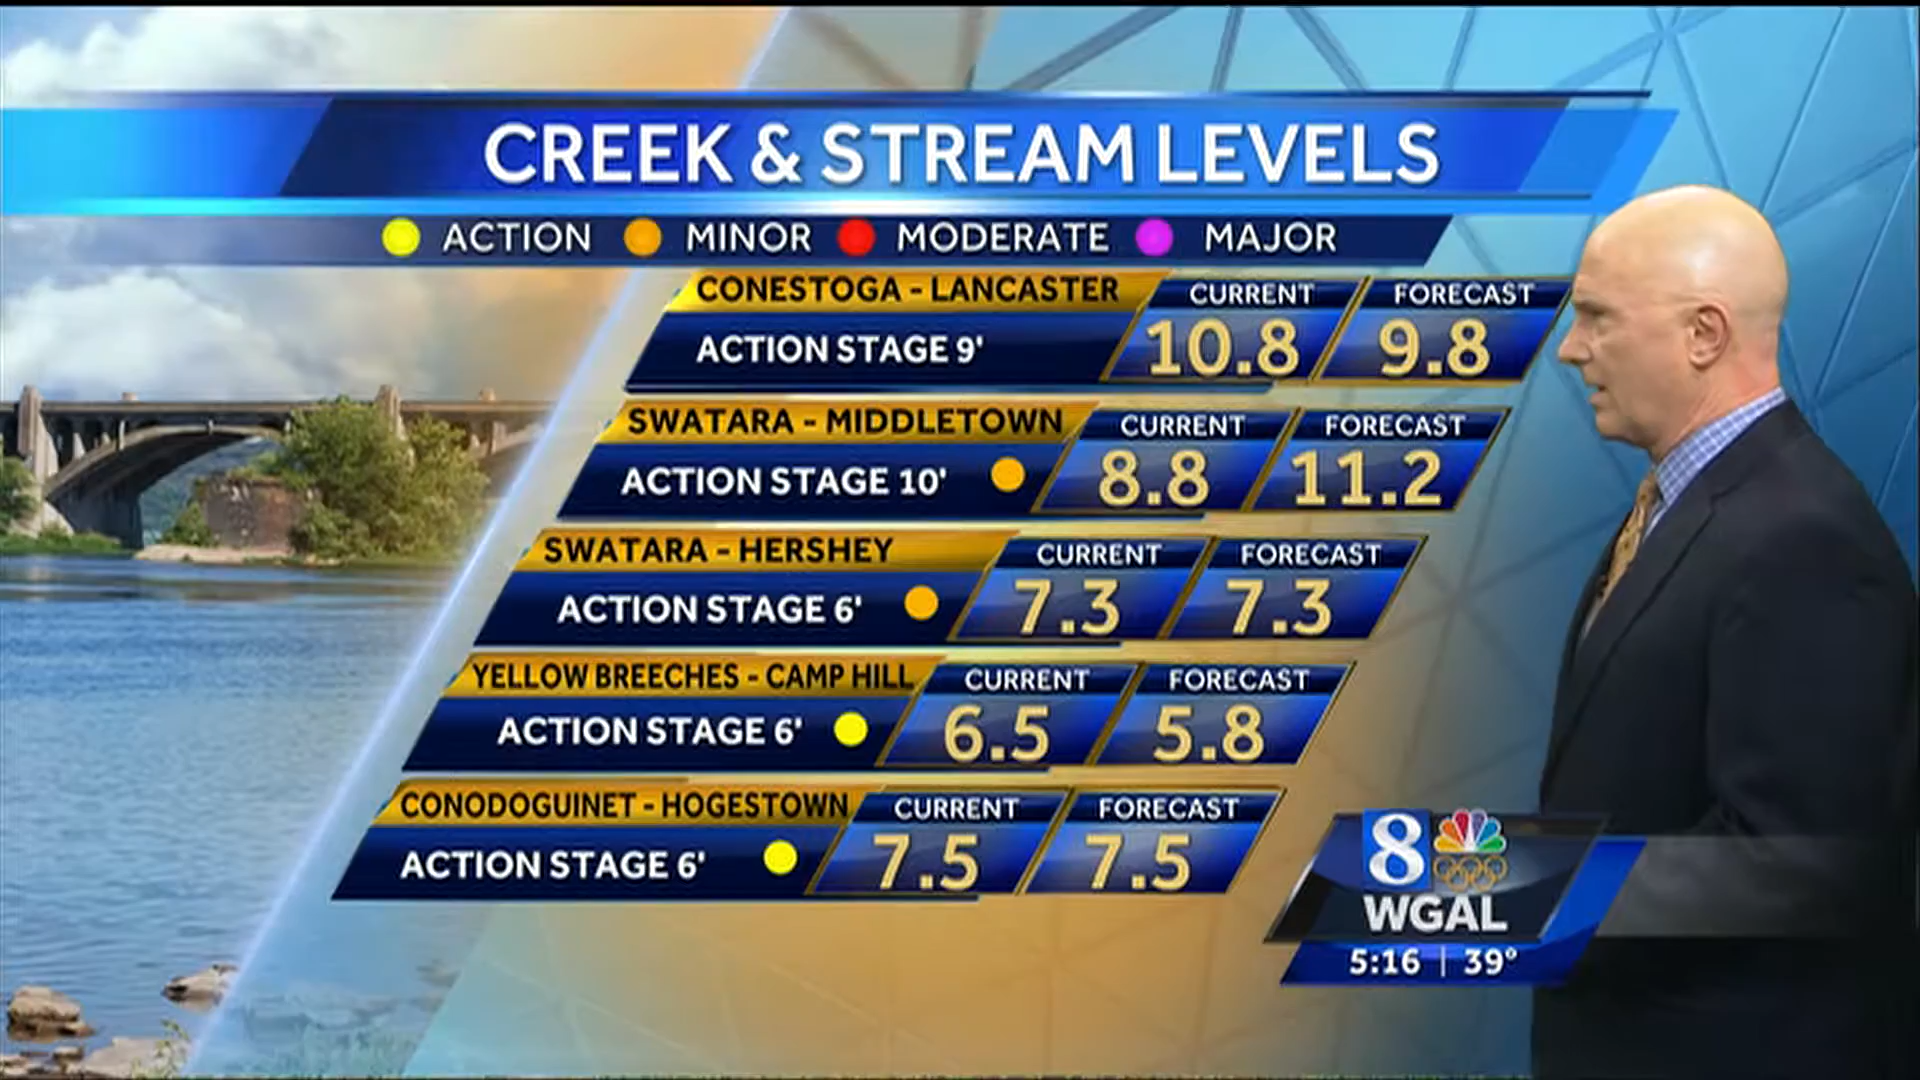 CREEK & STREAM LEVELS
ACTION MINOR MODERATE MAJOR
CONESTOGA - LANCASTER CURRENT FORECAST
ACTION STAGE 9' 10.8 9.8
SWATARA - MIDDLETOWN CURRENT FORECAST
ACTION STAGE 10' 8.8 11.2
SWATARA - HERSHEY CURRENT FORECAST
ACTION STAGE 6' 7.3 7.3
YELLOW BREECHES - CAMP HILL CURRENT FORECAST
ACTION STAGE 6' 6.5 5.8
CONODOGUINET - HOGESTOWN CURRENT FORECAST
ACTION STAGE 6' 7.5 7.5
8
WGAL
5:16 | 39°